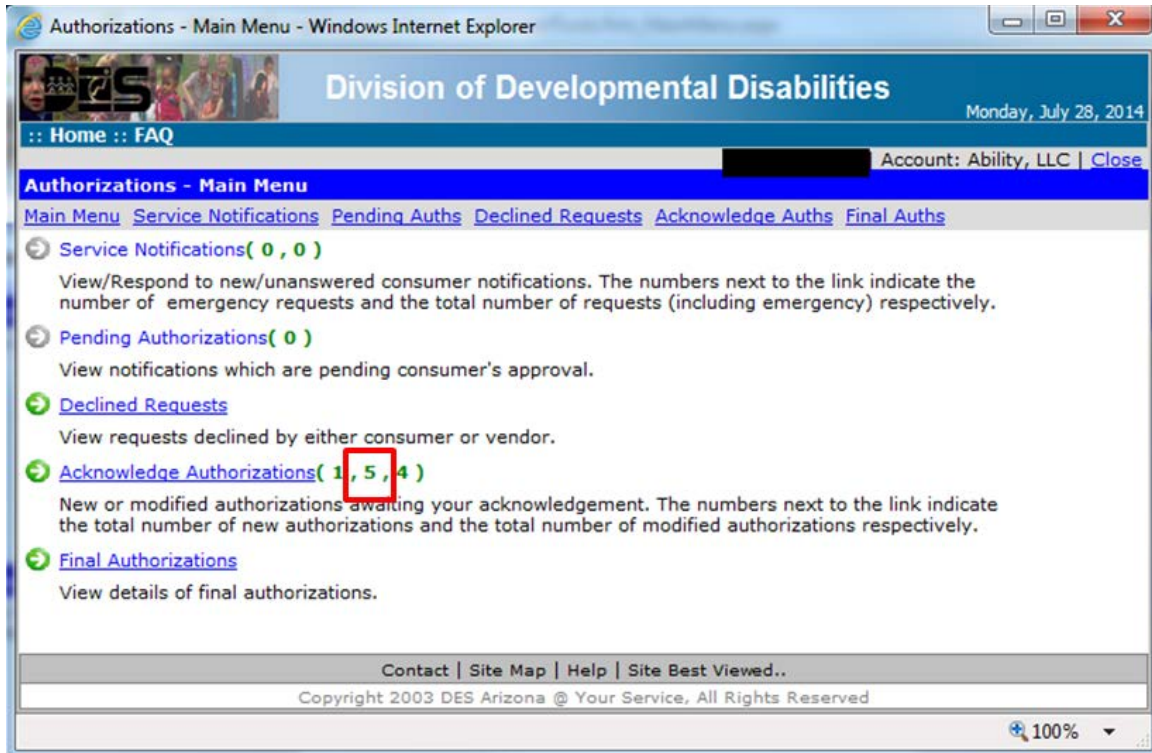 Authorizations - Main Menu - Windows Internet Explorer
DES
Division of Developmental Disabilities
Monday, July 28, 2014
:: Home :: FAQ
Account: Ability, LLC | Close
Authorizations - Main Menu
Main Menu Service Notifications Pending Auths Declined Requests Acknowledge Auths Final Auths
Service Notifications( 0 , 0 )
View/Respond to new/unanswered consumer notifications. The numbers next to the link indicate the
number of emergency requests and the total number of requests (including emergency) respectively.
Pending Authorizations( 0 )
View notifications which are pending consumer's approval.
Declined Requests
View requests declined by either consumer or vendor.
Acknowledge Authorizations( 1 , 5 , 4 )
New or modified authorizations awaiting your acknowledgement. The numbers next to the link indicate
the total number of new authorizations and the total number of modified authorizations respectively.
Final Authorizations
View details of final authorizations.
Contact | Site Map | Help | Site Best Viewed..
Copyright 2003 DES Arizona @ Your Service, All Rights Reserved
100%